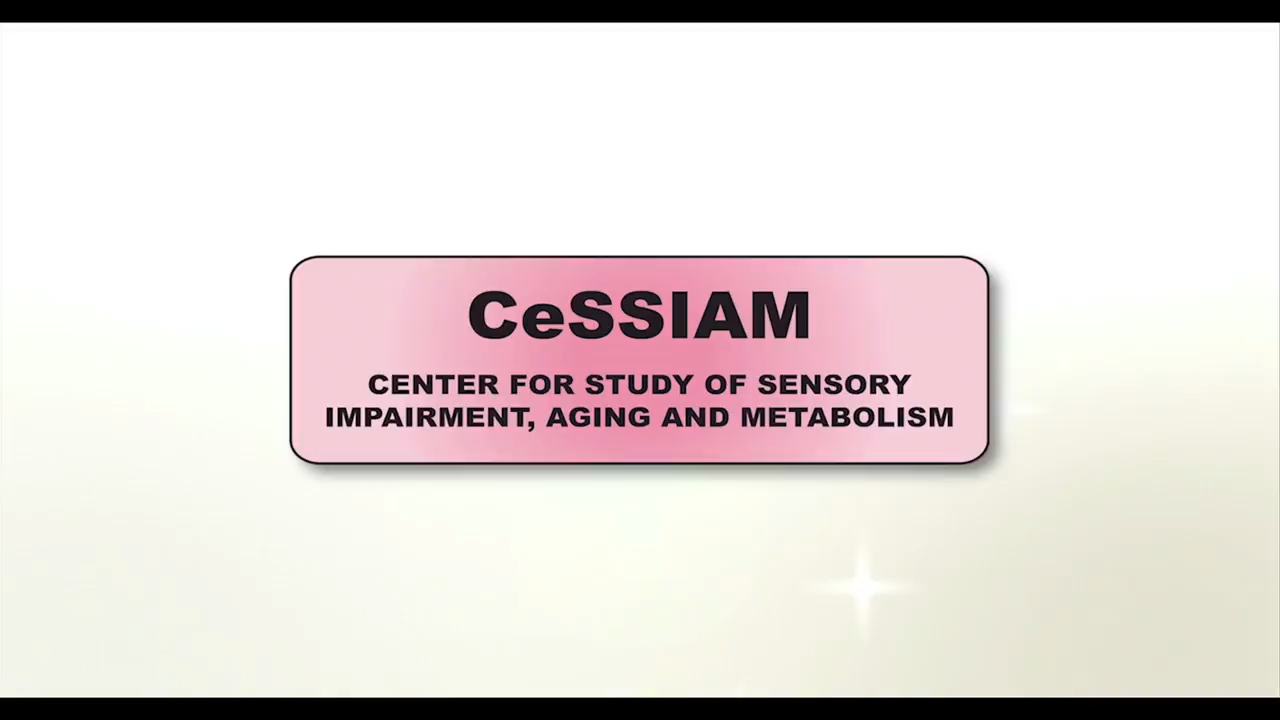 CeSSIAM
CENTER FOR STUDY OF SENSORY
IMPAIRMENT, AGING AND METABOLISM